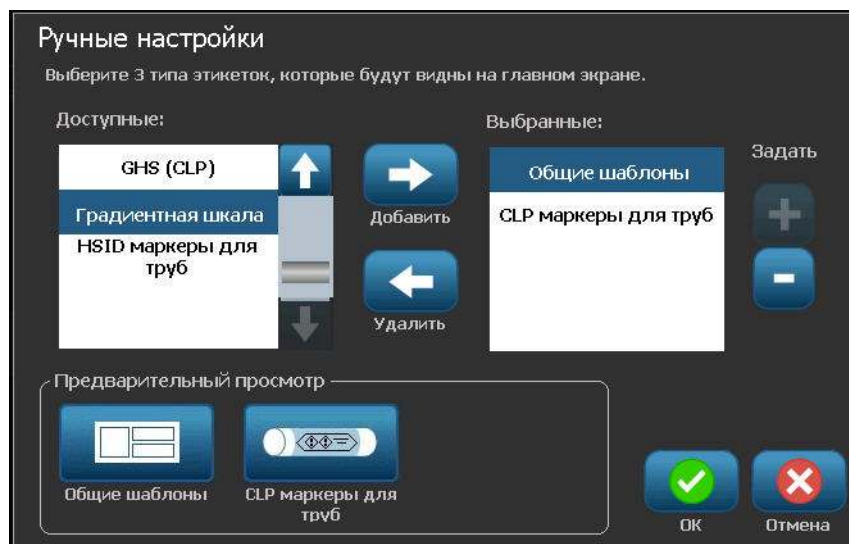 Ручные настройки
Выберите 3 типа этикеток, которые будут видны на главном экране.
Доступные:
GHS (CLP)
Градиентная шкала
HSID маркеры для
труб
Добавить
Удалить
Выбранные:
Общие шаблоны
CLP маркеры для труб
Задать
Предварительный просмотр
Общие шаблоны
CLP маркеры для
труб
ОК
Отмена